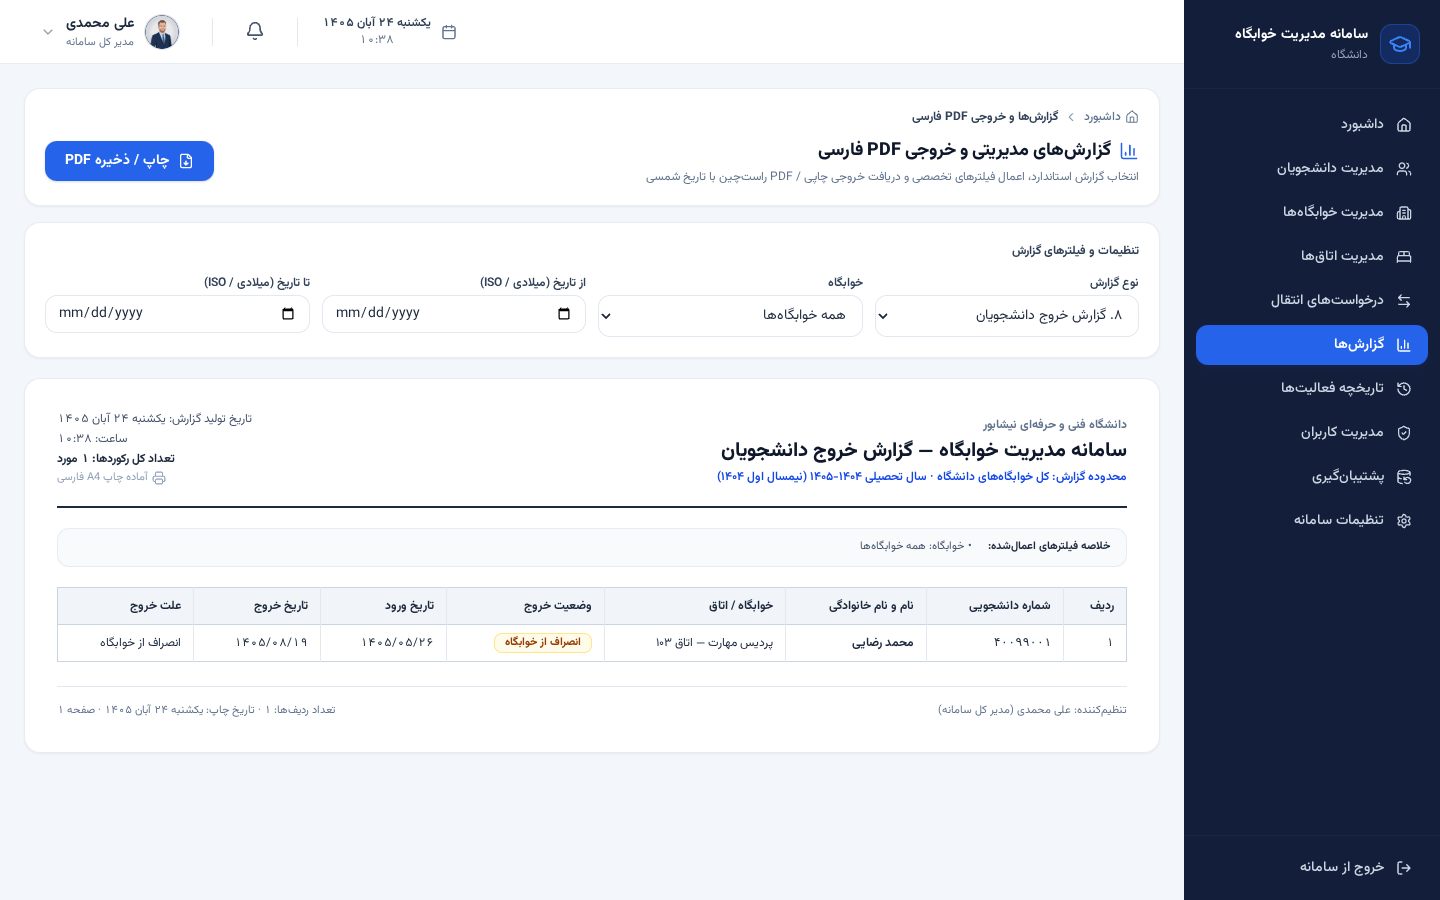 سامانه مدیریت خوابگاه
دانشگاه
داشبورد
مدیریت دانشجویان
مدیریت خوابگاه‌ها
مدیریت اتاق‌ها
درخواست‌های انتقال
گزارش‌ها
تاریخچه فعالیت‌ها
مدیریت کاربران
پشتیبان‌گیری
تنظیمات سامانه
خروج از سامانه
یکشنبه ۲۴ آبان ۱۴۰۵
۱۰:۳۸
علی محمدی
مدیر کل سامانه
داشبورد
گزارش‌ها و خروجی PDF فارسی
گزارش‌های مدیریتی و خروجی PDF فارسی
انتخاب گزارش استاندارد، اعمال فیلترهای تخصصی و دریافت خروجی چاپی / PDF راست‌چین با تاریخ شمسی
چاپ / ذخیره PDF
تنظیمات و فیلترهای گزارش
نوع گزارش
خوابگاه
از تاریخ (میلادی / ISO)
تا تاریخ (میلادی / ISO)
۸. گزارش خروج دانشجویان
همه خوابگاه‌ها
mm/dd/yyyy
mm/dd/yyyy
دانشگاه فنی و حرفه‌ای نیشابور
سامانه مدیریت خوابگاه — گزارش خروج دانشجویان
محدوده گزارش: کل خوابگاه‌های دانشگاه · سال تحصیلی ۱۴۰۴-۱۴۰۵ (نیمسال اول ۱۴۰۴)
تاریخ تولید گزارش: یکشنبه ۲۴ آبان ۱۴۰۵
ساعت: ۱۰:۳۸
تعداد کل رکوردها: ۱ مورد
آماده چاپ A4 فارسی
خلاصه فیلترهای اعمال‌شده: • خوابگاه: همه خوابگاه‌ها
ردیف شماره دانشجویی نام و نام خانوادگی خوابگاه / اتاق وضعیت خروج تاریخ ورود تاریخ خروج علت خروج
۱ ۴۰۰۹۹۰۰۱ محمد رضایی پردیس مهارت — اتاق ۱۰۳ انصراف از خوابگاه ۱۴۰۵/۰۵/۲۶ ۱۴۰۵/۰۸/۱۹ انصراف از خوابگاه
تنظیم‌کننده: علی محمدی (مدیر کل سامانه)
تعداد ردیف‌ها: ۱ · تاریخ چاپ: یکشنبه ۲۴ آبان ۱۴۰۵ · صفحه ۱